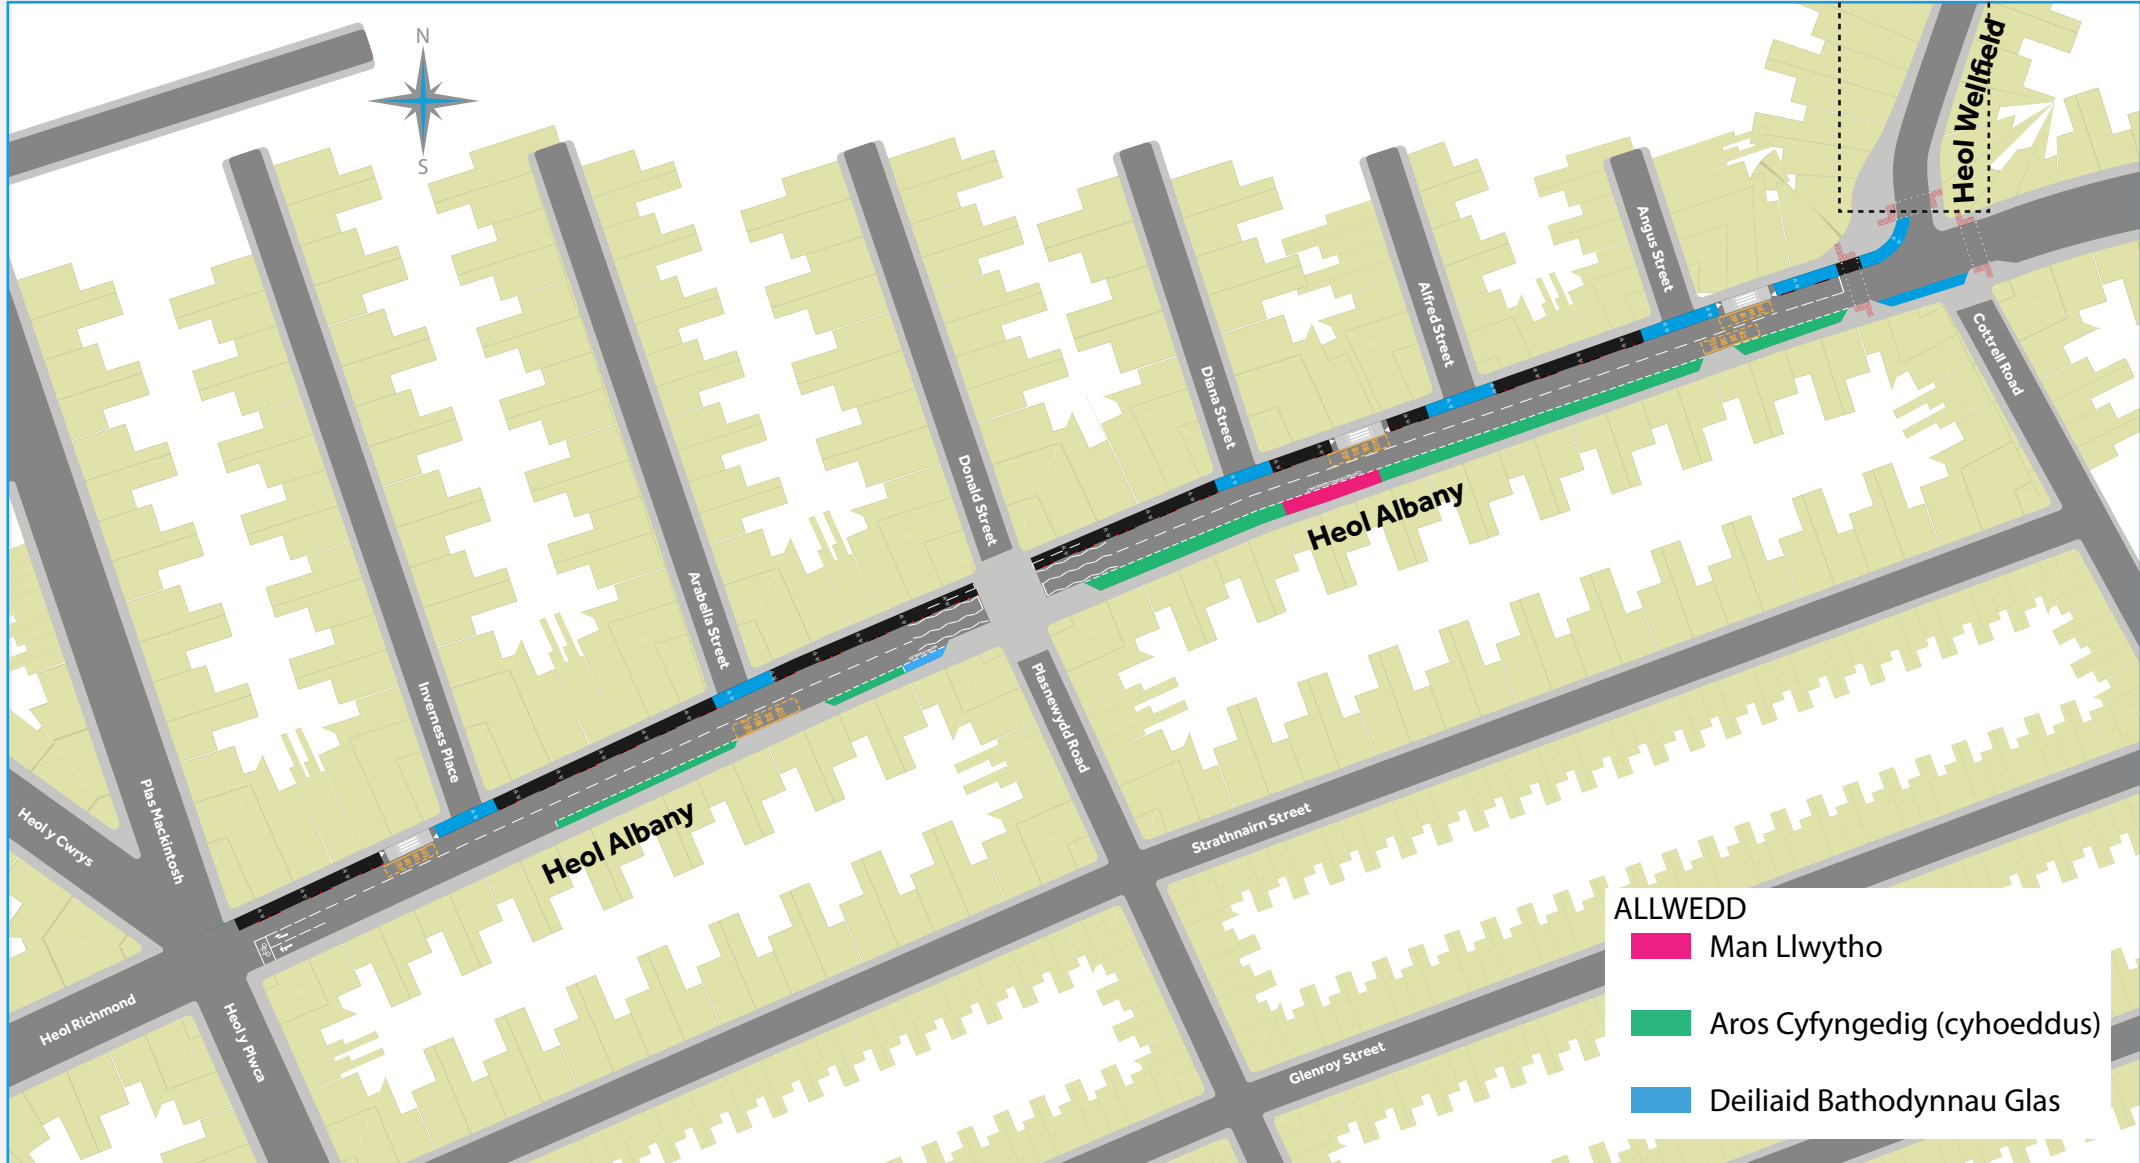 N
S
Heol Wellfield
Angus Street
Alfred Street
Cottrell Road
Diana Street
Donald Street
Heol Albany
Arabella Street
Inverness Place
Plasnewydd Road
Plas Mackintosh
Heol y Cwrys
Heol Albany
Strathnairn Street
Heol Richmond
Heol y Plwca
Glenroy Street
ALLWEDD
Man Llwytho
Aros Cyfyngedig (cyhoeddus)
Deiliaid Bathodynnau Glas